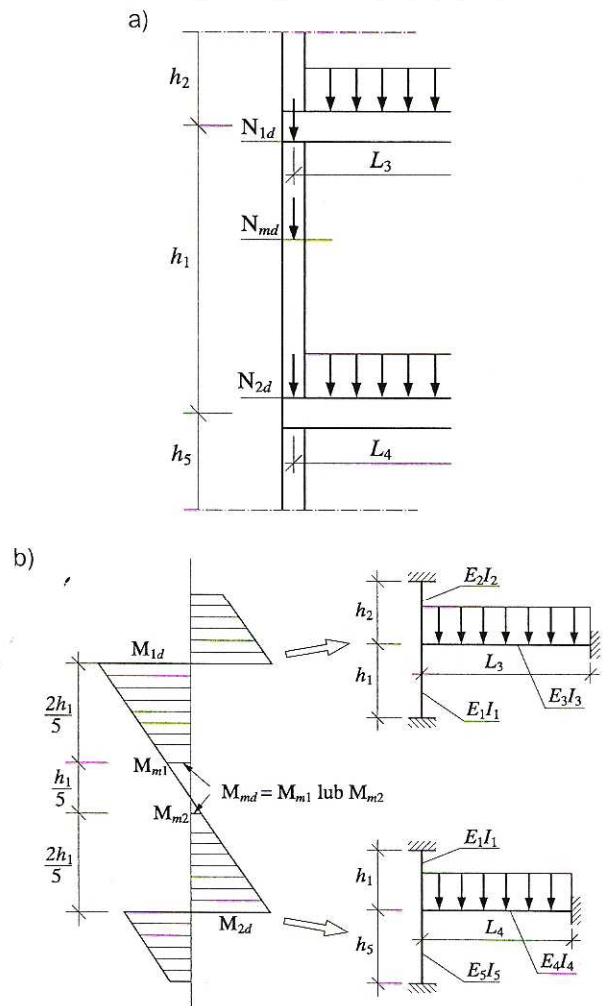 a)
h₂
N₁d
L₃
Nmd
h₁
N₂d
h₅
L₄
b)
M₁d
2h₁
5
Mm1
h₁
5
Mmd = Mm1 lub Mm2
Mm2
2h₁
5
M₂d
E₂I₂
h₂
L₃
h₁
E₃I₃
E₁I₁
E₁I₁
h₁
L₄
h₅
E₄I₄
E₅I₅